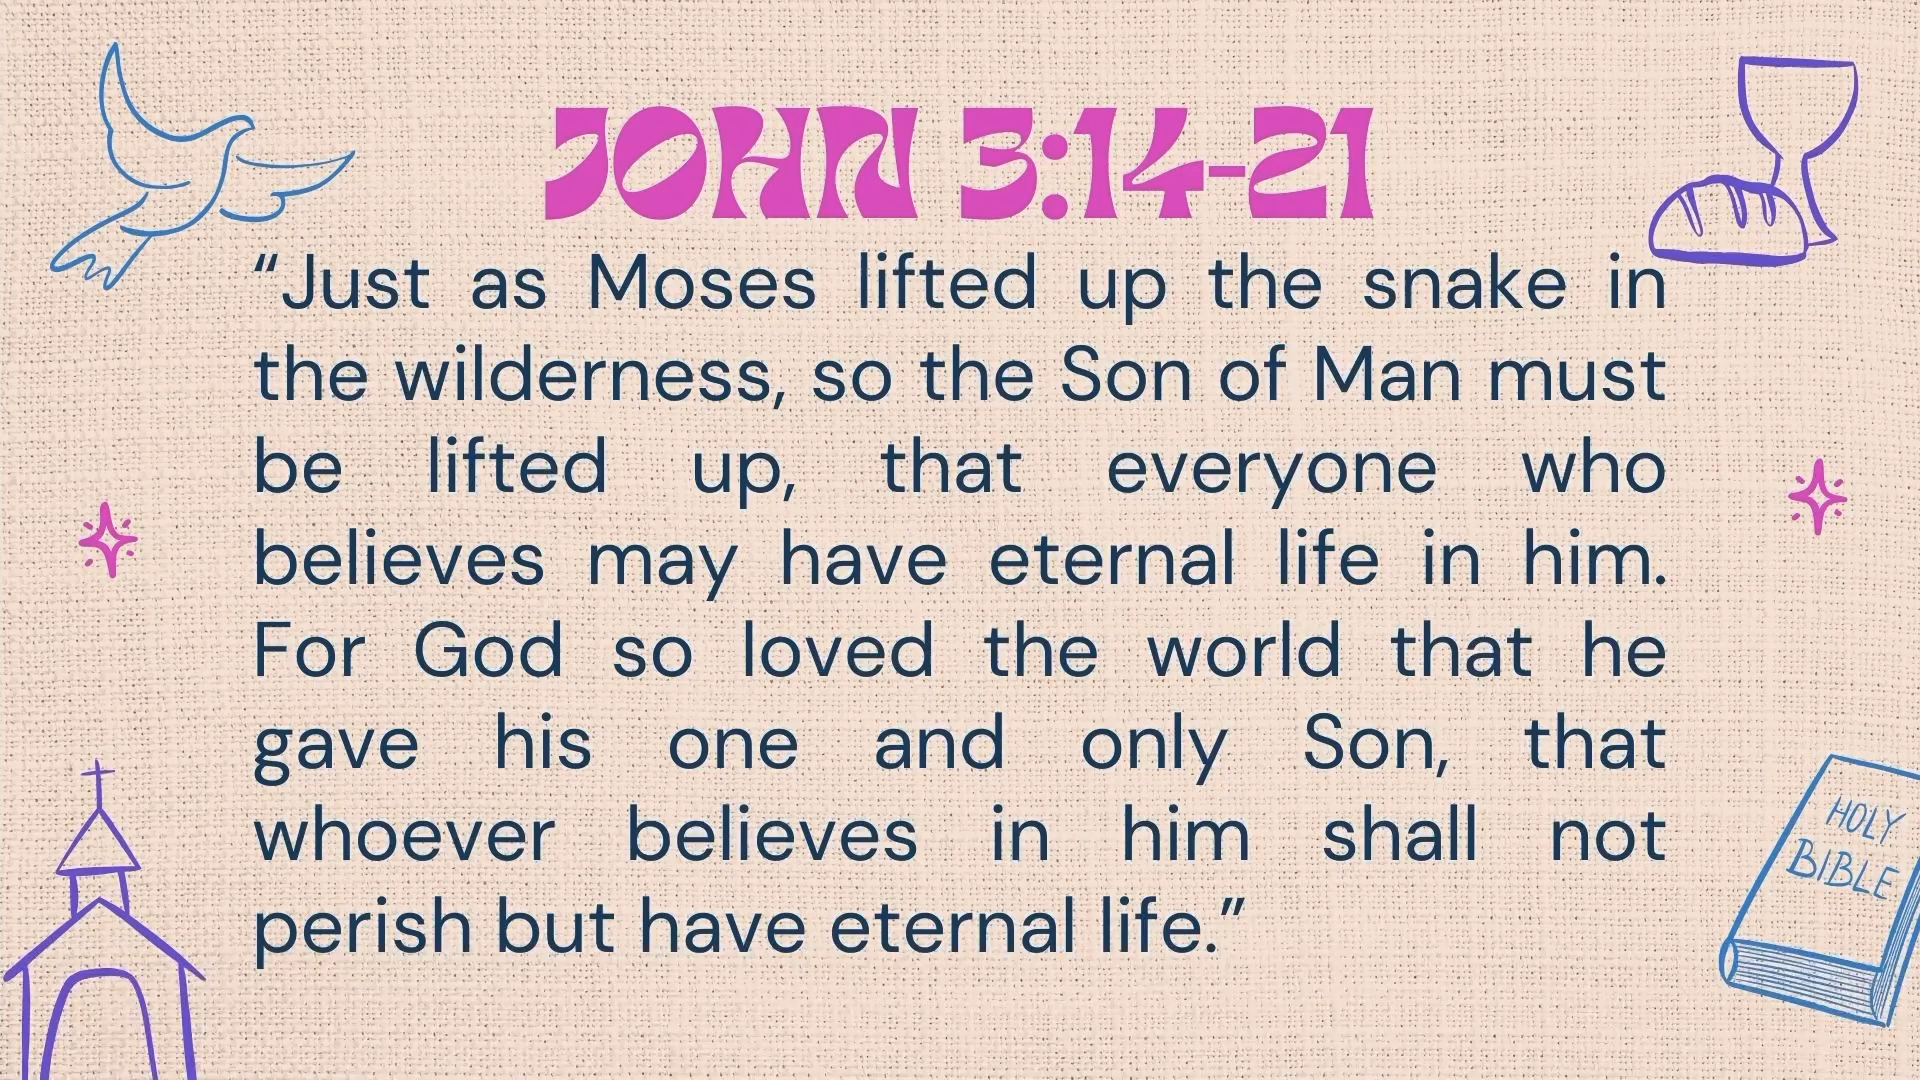 JOHN 3:14-21
“Just as Moses lifted up the snake in
the wilderness, so the Son of Man must
be lifted up, that everyone who
believes may have eternal life in him.
For God so loved the world that he
gave his one and only Son, that
whoever believes in him shall not
perish but have eternal life.”
HOLY
BIBLE